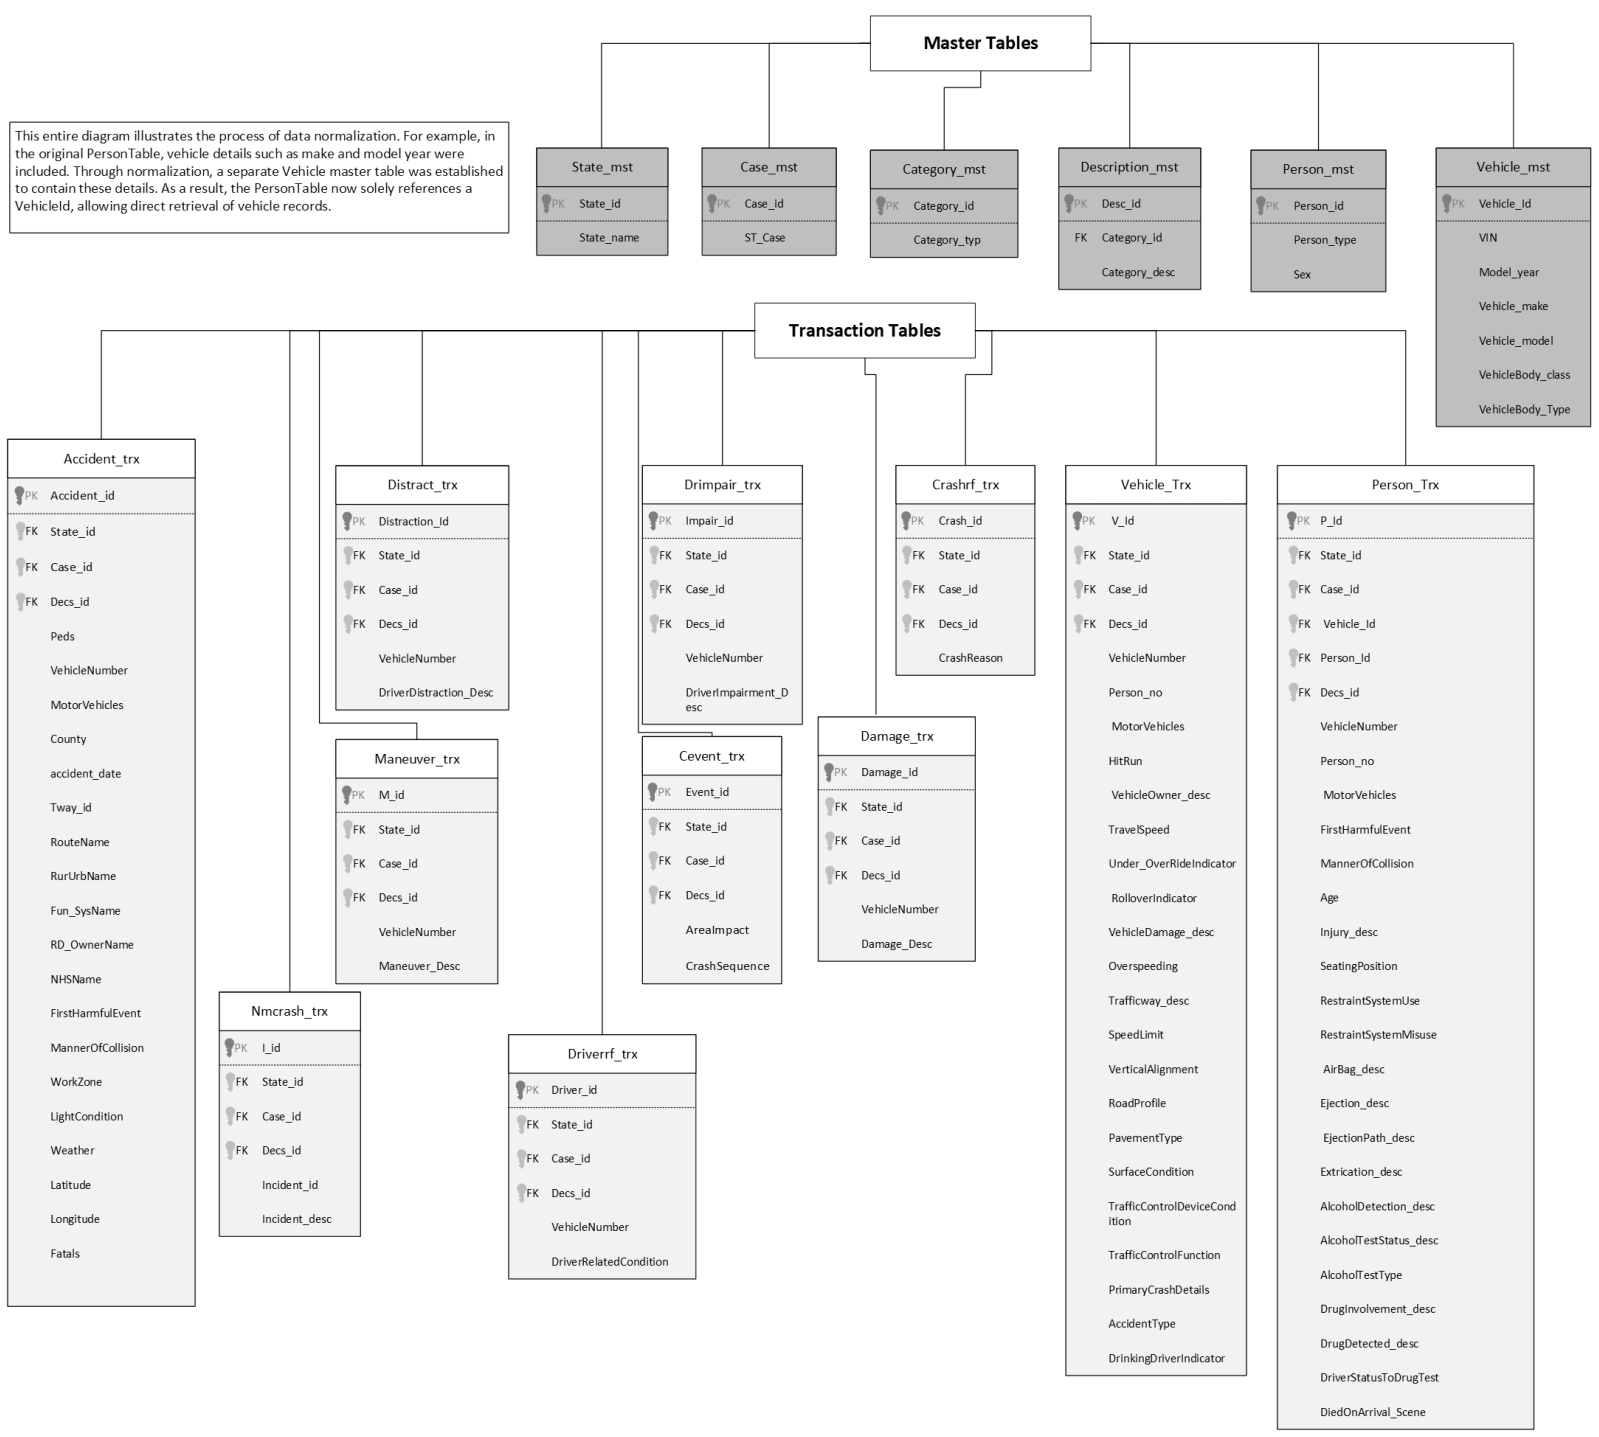 Master Tables
This entire diagram illustrates the process of data normalization. For example, in
the original PersonTable, vehicle details such as make and model year were
included. Through normalization, a separate Vehicle master table was established
to contain these details. As a result, the PersonTable now solely references a
VehicleId, allowing direct retrieval of vehicle records.
State_mst
PK State_id
State_name
Case_mst
PK Case_id
ST_Case
Category_mst
PK Category_id
Category_typ
Description_mst
PK Desc_id
FK Category_id
Category_desc
Person_mst
PK Person_id
Person_type
Sex
Vehicle_mst
PK Vehicle_Id
VIN
Model_year
Vehicle_make
Vehicle_model
VehicleBody_class
VehicleBody_Type
Transaction Tables
Accident_trx
PK Accident_id
FK State_id
FK Case_id
FK Decs_id
Peds
VehicleNumber
MotorVehicles
County
accident_date
Tway_id
RouteName
RurUrbName
Fun_SysName
RD_OwnerName
NHSName
FirstHarmfulEvent
MannerOfCollision
WorkZone
LightCondition
Weather
Latitude
Longitude
Fatals
Distract_trx
PK Distraction_Id
FK State_id
FK Case_id
FK Decs_id
VehicleNumber
DriverDistraction_Desc
Drimpair_trx
PK Impair_id
FK State_id
FK Case_id
FK Decs_id
VehicleNumber
DriverImpairment_D
esc
Crashrf_trx
PK Crash_id
FK State_id
FK Case_id
FK Decs_id
CrashReason
Vehicle_Trx
PK V_Id
FK State_id
FK Case_id
FK Decs_id
VehicleNumber
Person_no
MotorVehicles
HitRun
VehicleOwner_desc
TravelSpeed
Under_OverRideIndicator
RolloverIndicator
VehicleDamage_desc
Overspeeding
Trafficway_desc
SpeedLimit
VerticalAlignment
RoadProfile
PavementType
SurfaceCondition
TrafficControlDeviceCond
ition
TrafficControlFunction
PrimaryCrashDetails
AccidentType
DrinkingDriverIndicator
Person_Trx
PK P_Id
FK State_id
FK Case_id
FK Vehicle_Id
FK Person_Id
FK Decs_id
VehicleNumber
Person_no
MotorVehicles
FirstHarmfulEvent
MannerOfCollision
Age
Injury_desc
SeatingPosition
RestraintSystemUse
RestraintSystemMisuse
AirBag_desc
Ejection_desc
EjectionPath_desc
Extrication_desc
AlcoholDetection_desc
AlcoholTestStatus_desc
AlcoholTestType
DrugInvolvement_desc
DrugDetected_desc
DriverStatusToDrugTest
DiedOnArrival_Scene
Maneuver_trx
PK M_id
FK State_id
FK Case_id
FK Decs_id
VehicleNumber
Maneuver_Desc
Cevent_trx
PK Event_id
FK State_id
FK Case_id
FK Decs_id
AreaImpact
CrashSequence
Damage_trx
PK Damage_id
FK State_id
FK Case_id
FK Decs_id
VehicleNumber
Damage_Desc
Nmcrash_trx
PK I_id
FK State_id
FK Case_id
FK Decs_id
Incident_id
Incident_desc
Driverrf_trx
PK Driver_id
FK State_id
FK Case_id
FK Decs_id
VehicleNumber
DriverRelatedCondition